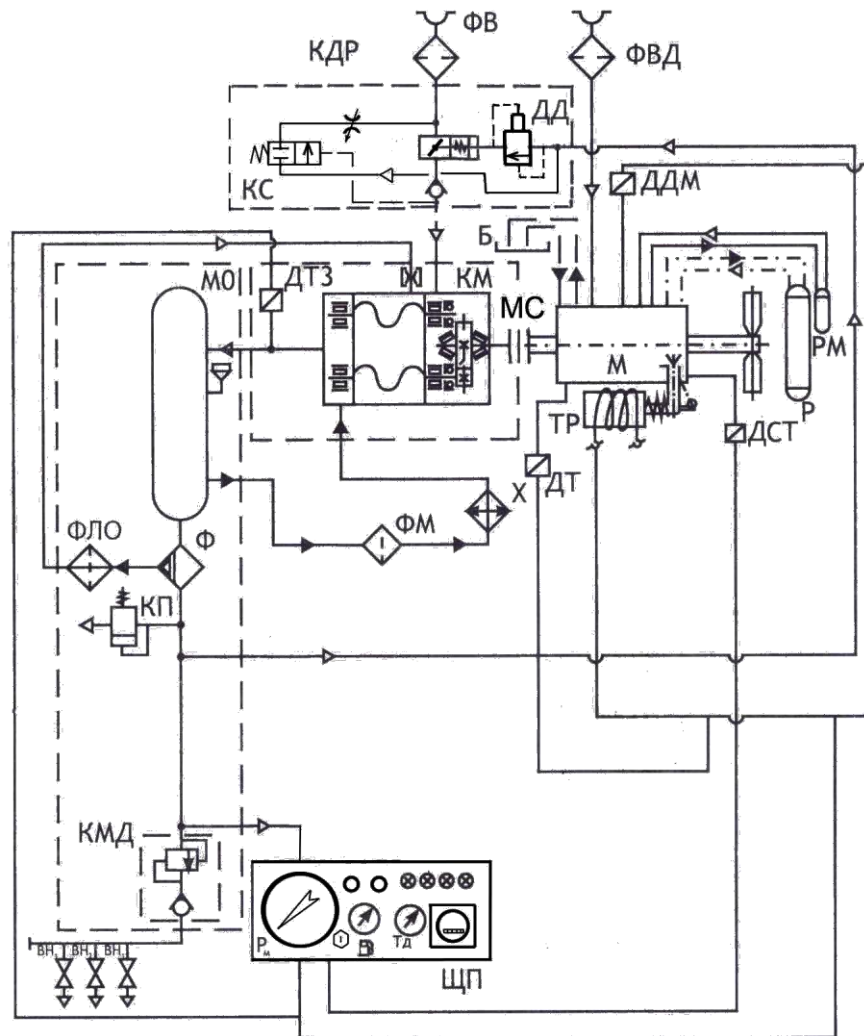 ФВ
КДР
ФВД
ДД
КС
ДДМ
Б
МО
ДТЗ
КМ
МС
М
РМ
Р
ТР
ДСТ
ДТ
Х
ФМ
ФЛО
Ф
КП
КМД
ВН, ВН, ВН,
Рм
Тд
ЩП